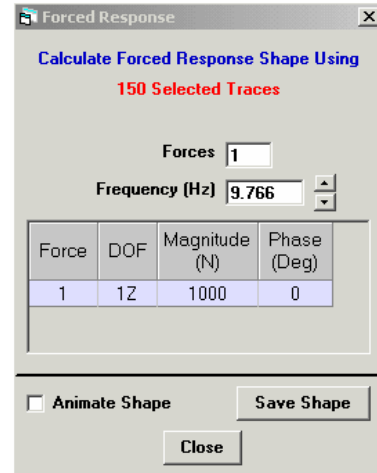 Forced Response
Calculate Forced Response Shape Using
150 Selected Traces
Forces 1
Frequency (Hz) 9.766
Force DOF Magnitude (N) Phase (Deg)
1 1Z 1000 0
Animate Shape Save Shape
Close